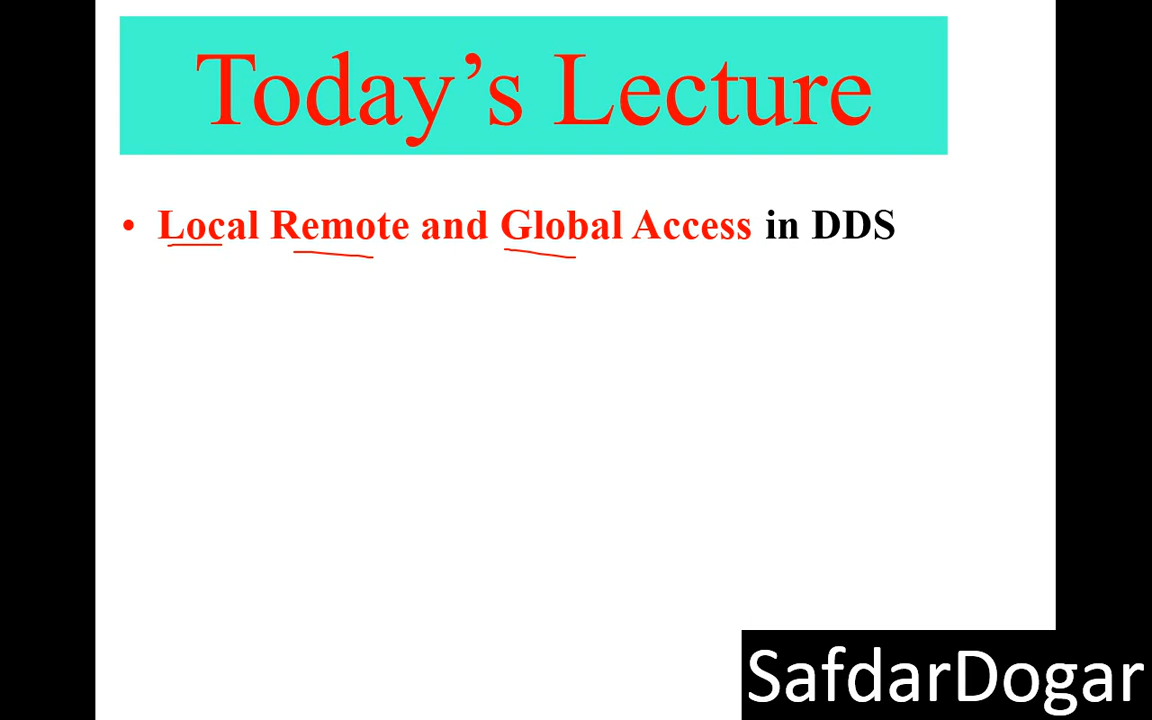 Today’s Lecture
• Local Remote and Global Access in DDS
SafdarDogar